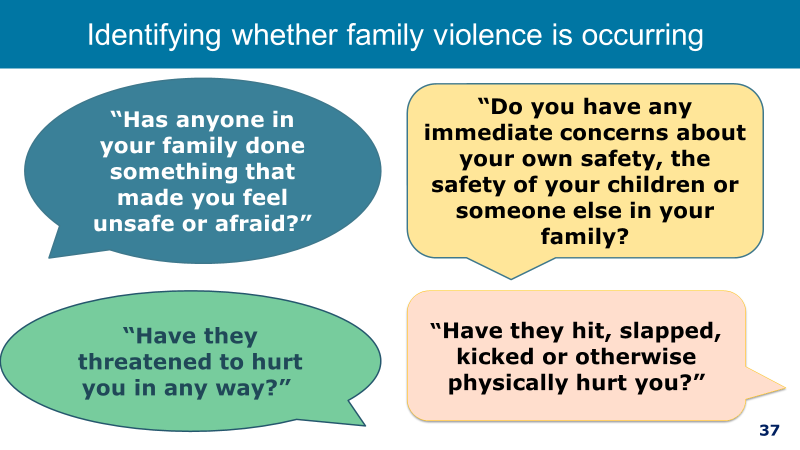 Identifying whether family violence is occurring
“Has anyone in
your family done
something that
made you feel
unsafe or afraid?”
“Do you have any
immediate concerns about
your own safety, the
safety of your children or
someone else in your
family?
“Have they
threatened to hurt
you in any way?”
“Have they hit, slapped,
kicked or otherwise
physically hurt you?”
37